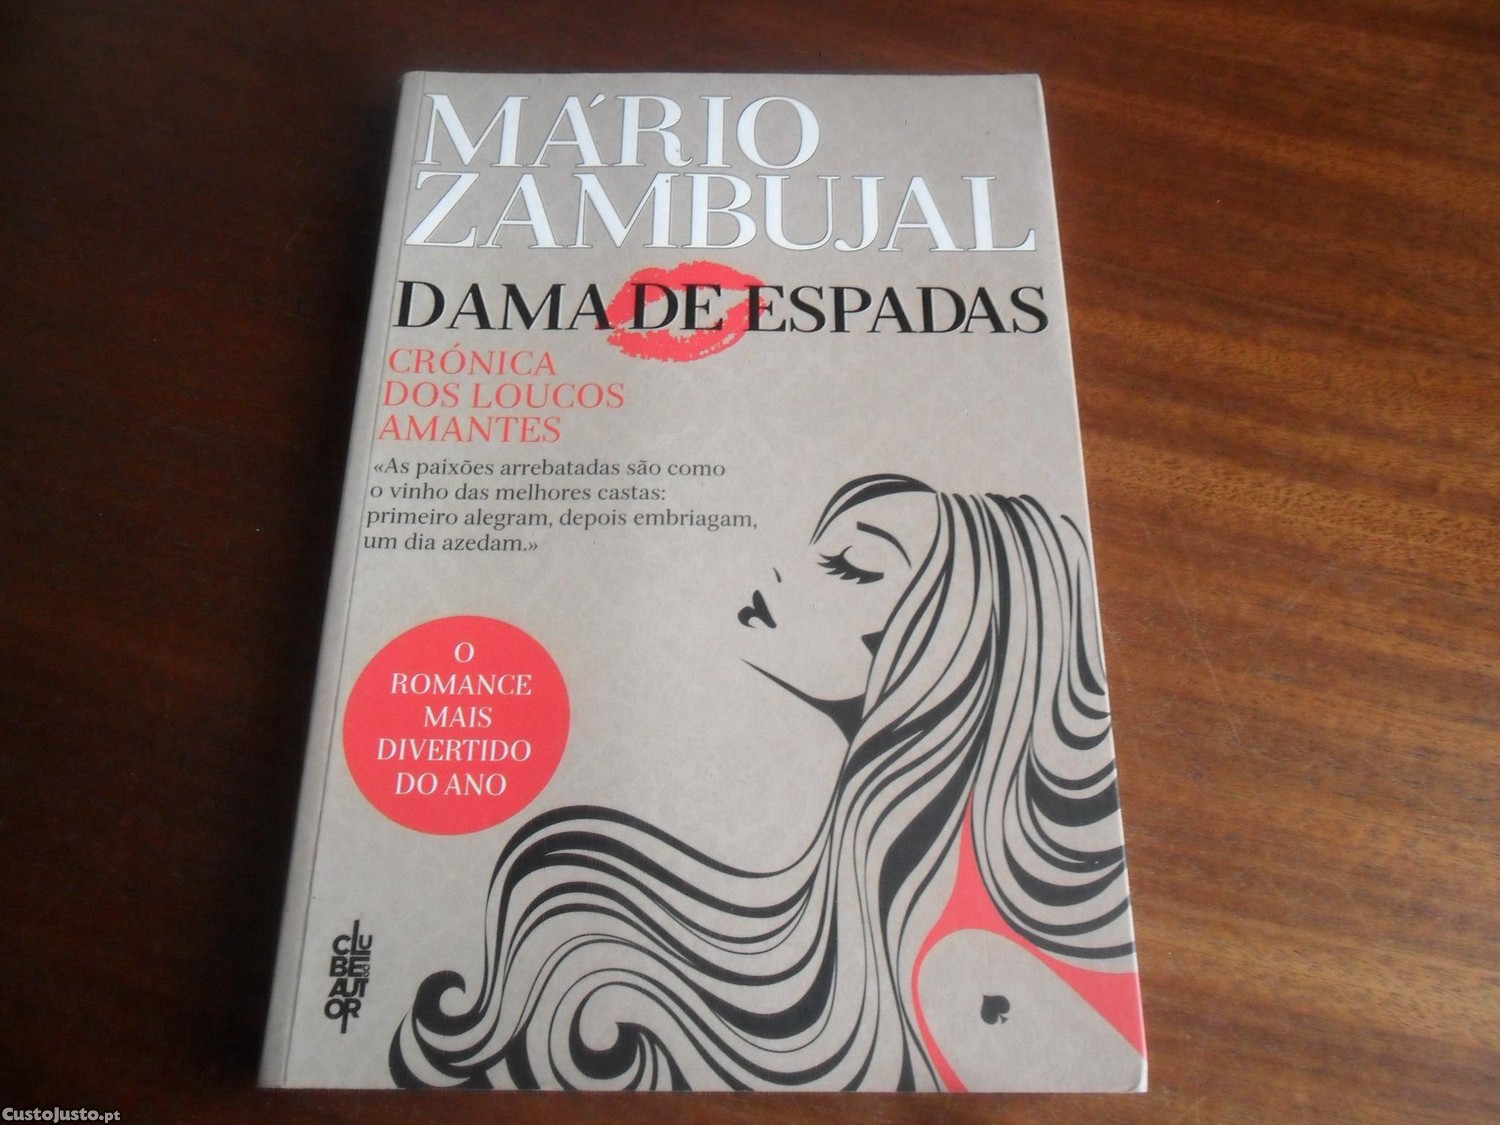 MÁRIO
ZAMBUJAL
DAMA DE ESPADAS
CRÓNICA
DOS LOUCOS
AMANTES
«As paixões arrebatadas são como
o vinho das melhores castas:
primeiro alegram, depois embriagam,
um dia azedam.»
O
ROMANCE
MAIS
DIVERTIDO
DO ANO
CLUBE DO AUTOR
CustoJusto.pt